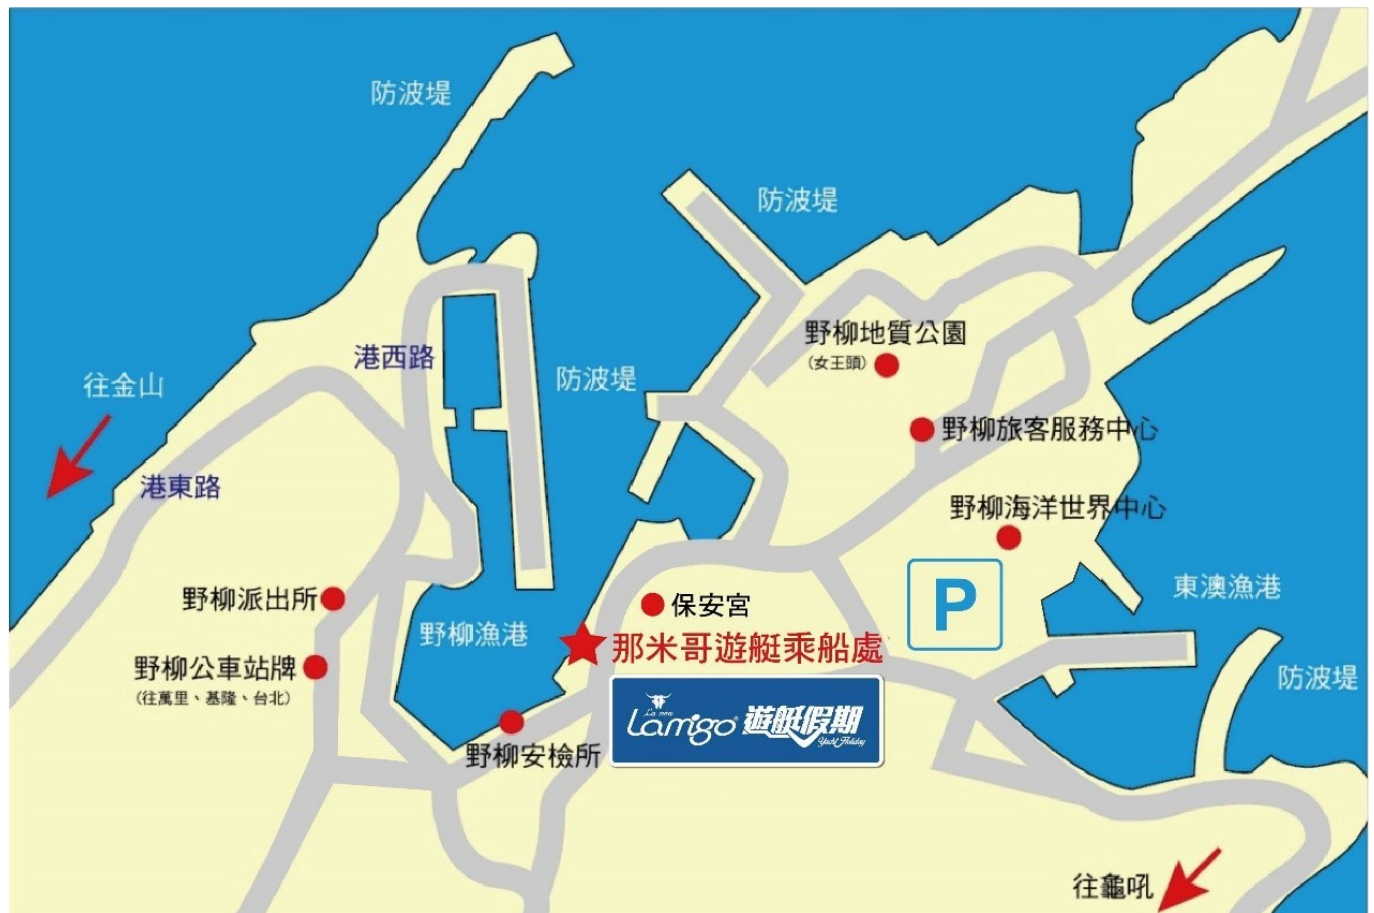 防波堤
防波堤
野柳地質公園
(女王頭)
港西路
防波堤
往金山
野柳旅客服務中心
港東路
野柳海洋世界中心
P
東澳漁港
野柳派出所
保安宮
野柳漁港
那米哥遊艇乘船處
野柳公車站牌
(往萬里、基隆、台北)
防波堤
La new
Lamigo® 遊艇假期
Yacht Holiday
野柳安檢所
往龜吼